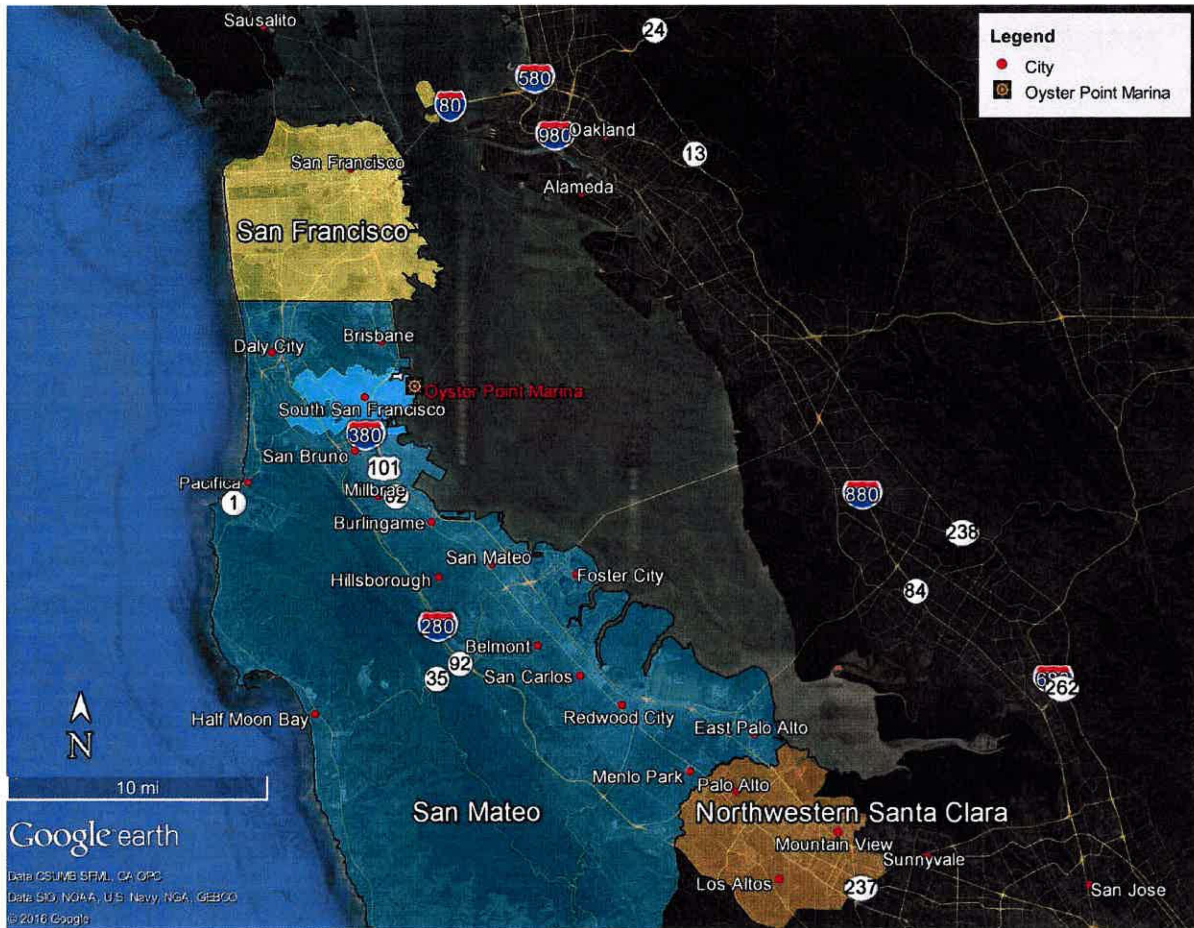 Sausalito
24
Legend
City
Oyster Point Marina
580
80
980
Oakland
13
San Francisco
Alameda
San Francisco
Brisbane
Daly City
Oyster Point Marina
South San Francisco
380
San Bruno
101
Pacifica
Millbrae
82
1
880
Burlingame
238
San Mateo
Foster City
Hillsborough
84
280
Belmont
92
35
San Carlos
680
262
Redwood City
Half Moon Bay
East Palo Alto
N
Menlo Park
Palo Alto
10 mi
San Mateo
Northwestern Santa Clara
Mountain View
Google earth
Sunnyvale
Data CSUMB SFML, CA OPC
Los Altos
237
San Jose
Data SIO, NOAA, U.S. Navy, NGA, GEBCO
© 2016 Google